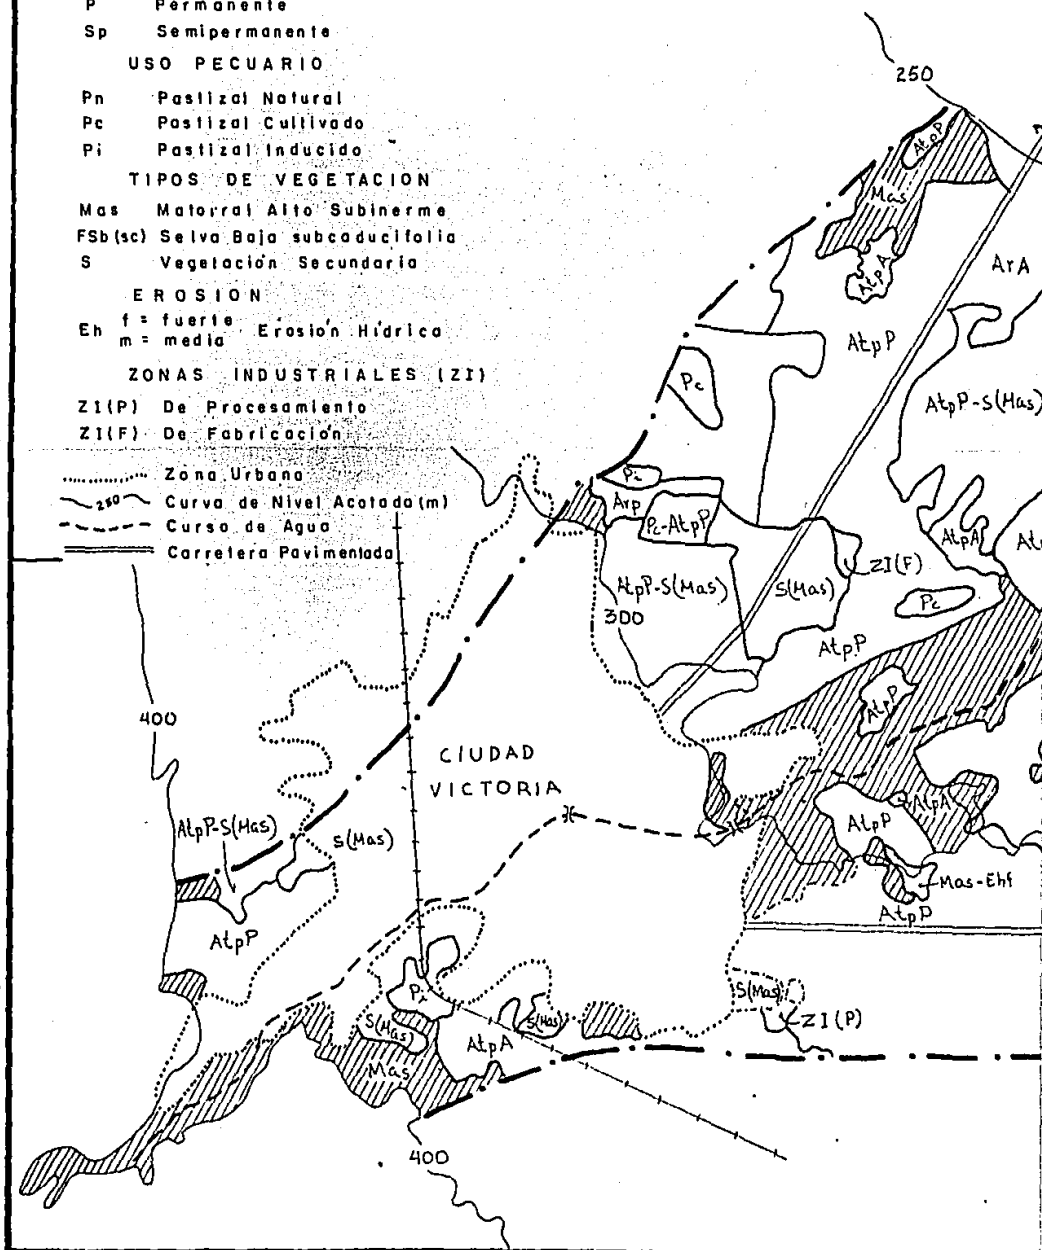 P Permanente
Sp Semipermanente
USO PECUARIO
Pn Pastizal Natural
Pc Pastizal Cultivado
Pi Pastizal Inducido
TIPOS DE VEGETACION
Mas Matorral Alto Subinerme
FSb(sc) Selva Baja subcaducifolia
S Vegetación Secundaria
EROSION
f = fuerte
Eh Erosión Hídrica
m = media
ZONAS INDUSTRIALES (ZI)
ZI(P) De Procesamiento
ZI(F) De Fabricación
Zona Urbana
250 Curva de Nivel Acotada (m)
Curso de Agua
Carretera Pavimentada
250
AtpP
Mas
AtpA
ArA
AtpP
Pc
AtpP-S(Mas)
Pi
Arp
Pi-AtpP
AtpA
At
ZI(F)
AtpP-S(Mas)
S(Mas)
Pc
300
AtpP
AtpP
400
CIUDAD
VICTORIA
AtpA
AtpP-S(Mas)
AtpP
S(Mas)
Mas-Ehf
AtpP
AtpP
Pi
S(Mas)
S(Mas)
S(Mas)
ZI(P)
AtpA
Mas
400